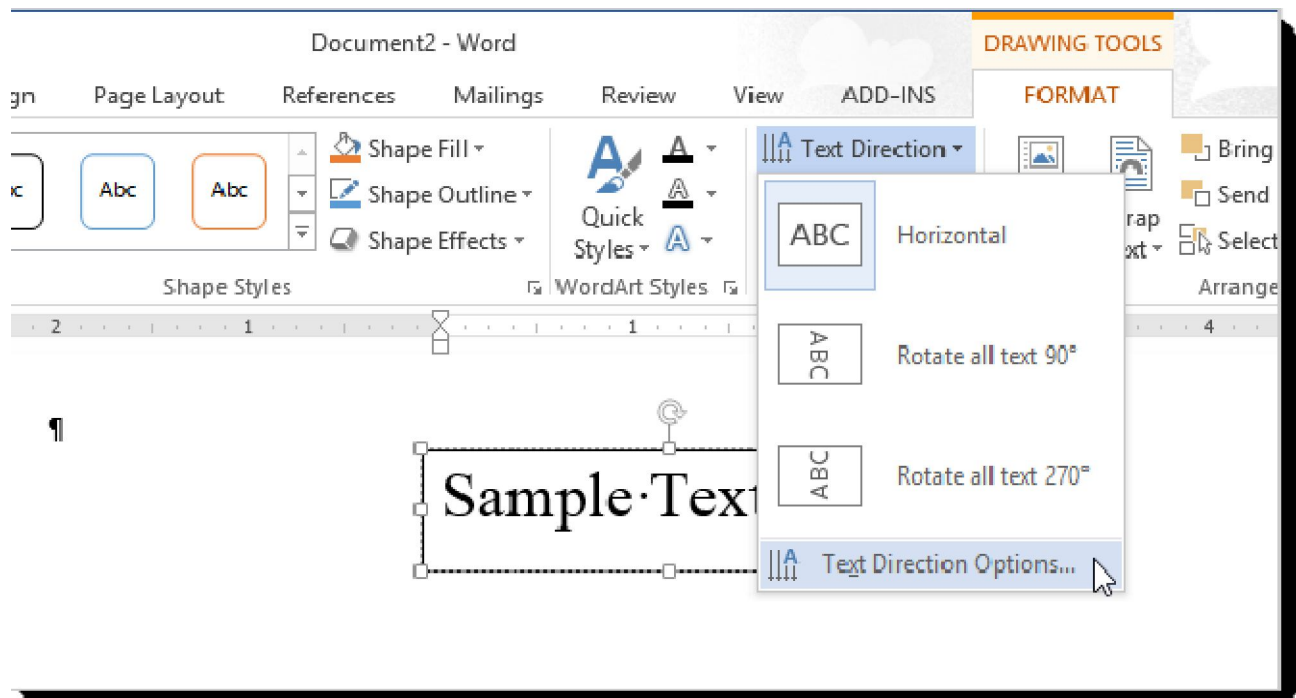 Document2 - Word
DRAWING TOOLS
gn Page Layout References Mailings Review View ADD-INS FORMAT
Abc Abc
Shape Fill
Shape Outline
Shape Effects
Shape Styles
Quick
Styles
WordArt Styles
Text Direction
ABC Horizontal
ABC Rotate all text 90°
ABC Rotate all text 270°
Text Direction Options...
rap
xt
Bring
Send
Select
Arrange
2 1 1 4
¶
Sample·Text